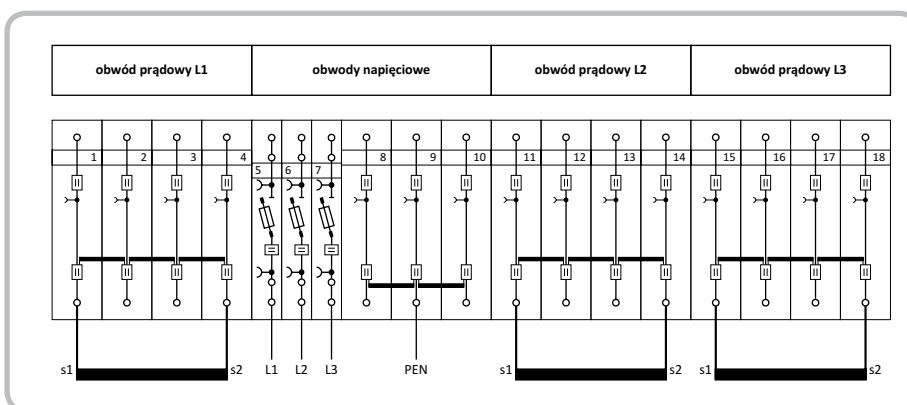 obwód prądowy L1 obwody napięciowe obwód prądowy L2 obwód prądowy L3
1 2 3 4 8 9 10 11 12 13 14 15 16 17 18
5 6 7
s1 s2 L1 L2 L3 PEN s1 s2 s1 s2